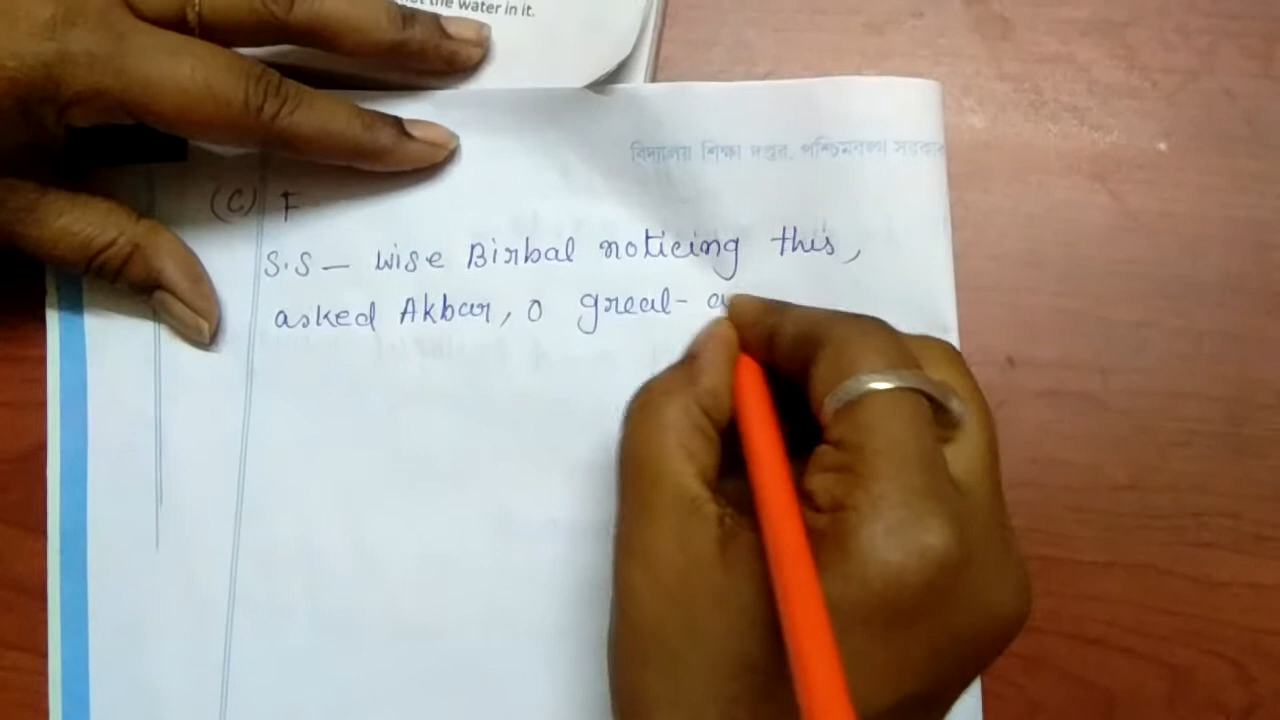 the water in it.
বিদ্যালয় শিক্ষা দপ্তর, পশ্চিমবঙ্গ সরকার
(C) F
S.S — Wise Birbal noticing this,
asked Akbar, O great